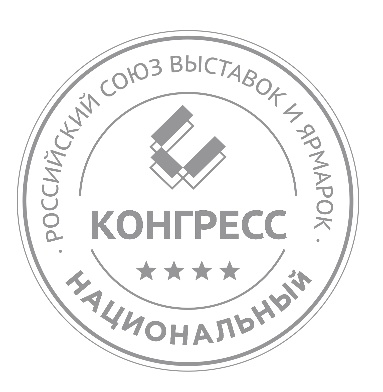 · РОССИЙСКИЙ СОЮЗ ВЫСТАВОК И ЯРМАРОК ·
КОНГРЕСС
НАЦИОНАЛЬНЫЙ